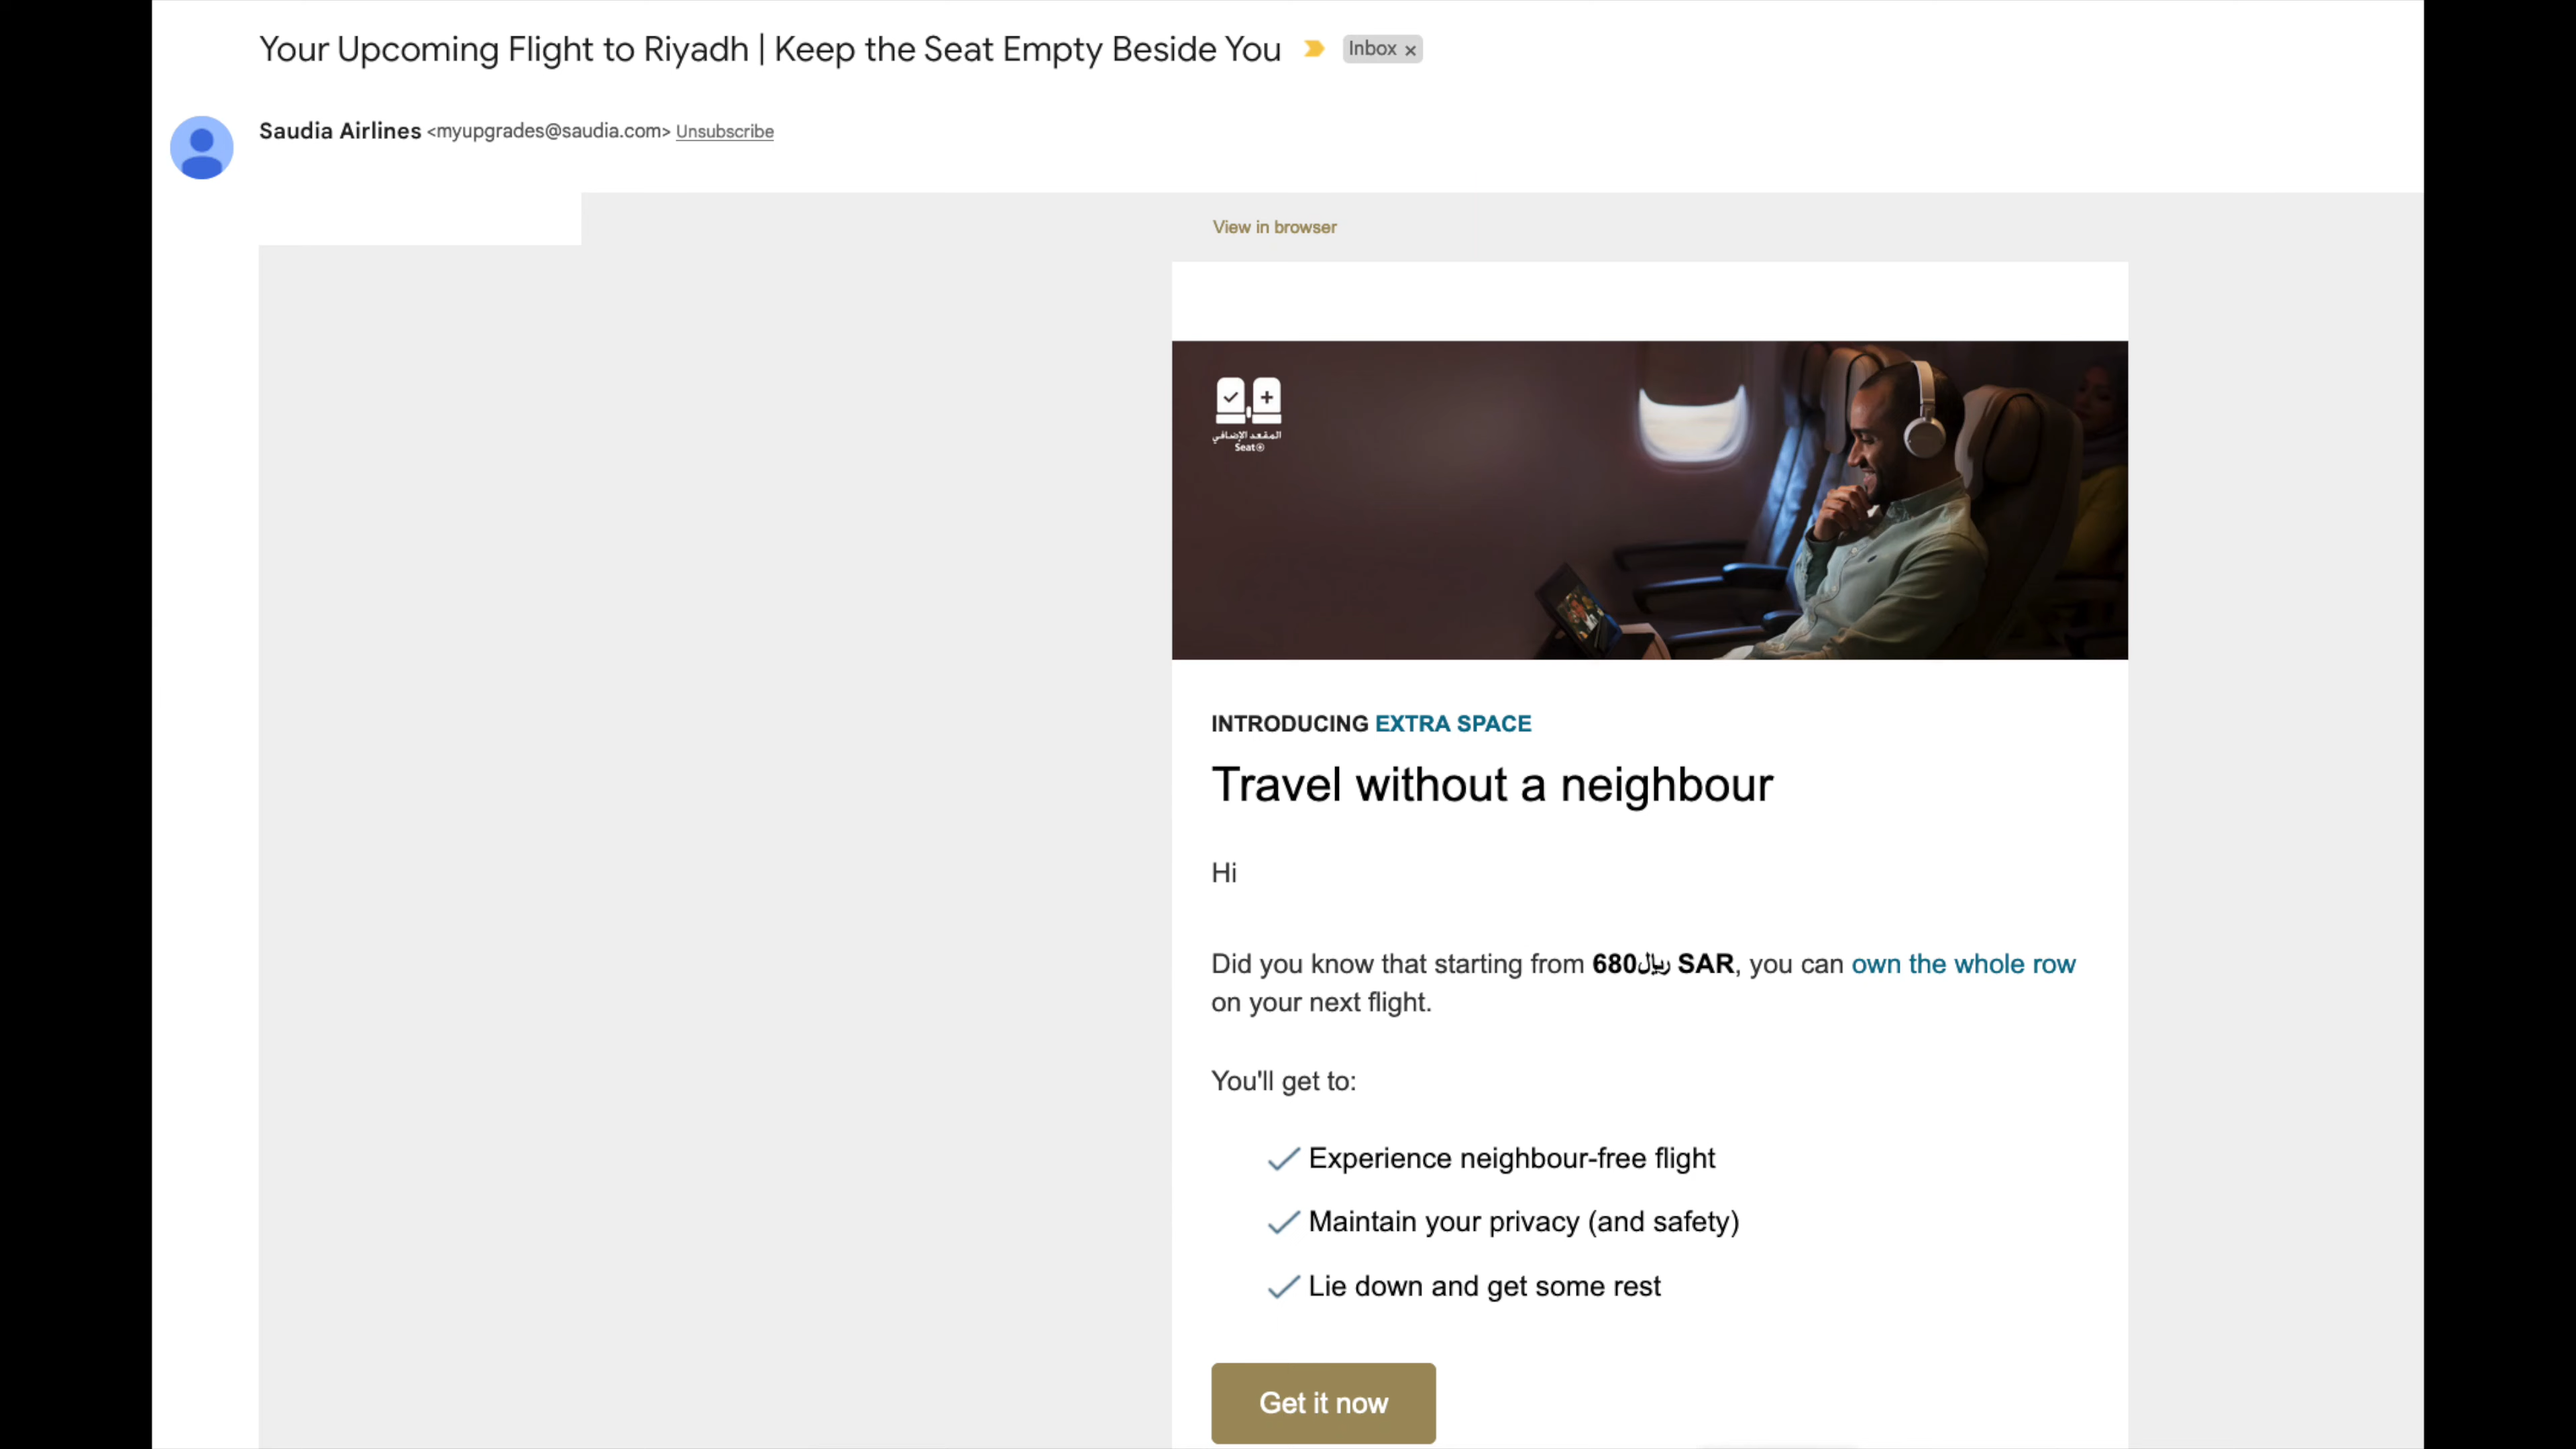 Your Upcoming Flight to Riyadh | Keep the Seat Empty Beside You
Inbox x
Saudia Airlines <myupgrades@saudia.com> Unsubscribe
View in browser
المقعد الإضافي
Seat⊕
INTRODUCING EXTRA SPACE
Travel without a neighbour
Hi
Did you know that starting from 680ریال SAR, you can own the whole row
on your next flight.
You'll get to:
Experience neighbour-free flight
Maintain your privacy (and safety)
Lie down and get some rest
Get it now